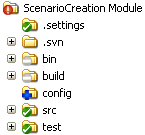 ScenarioCreation Module
.settings
.svn
bin
build
config
src
test